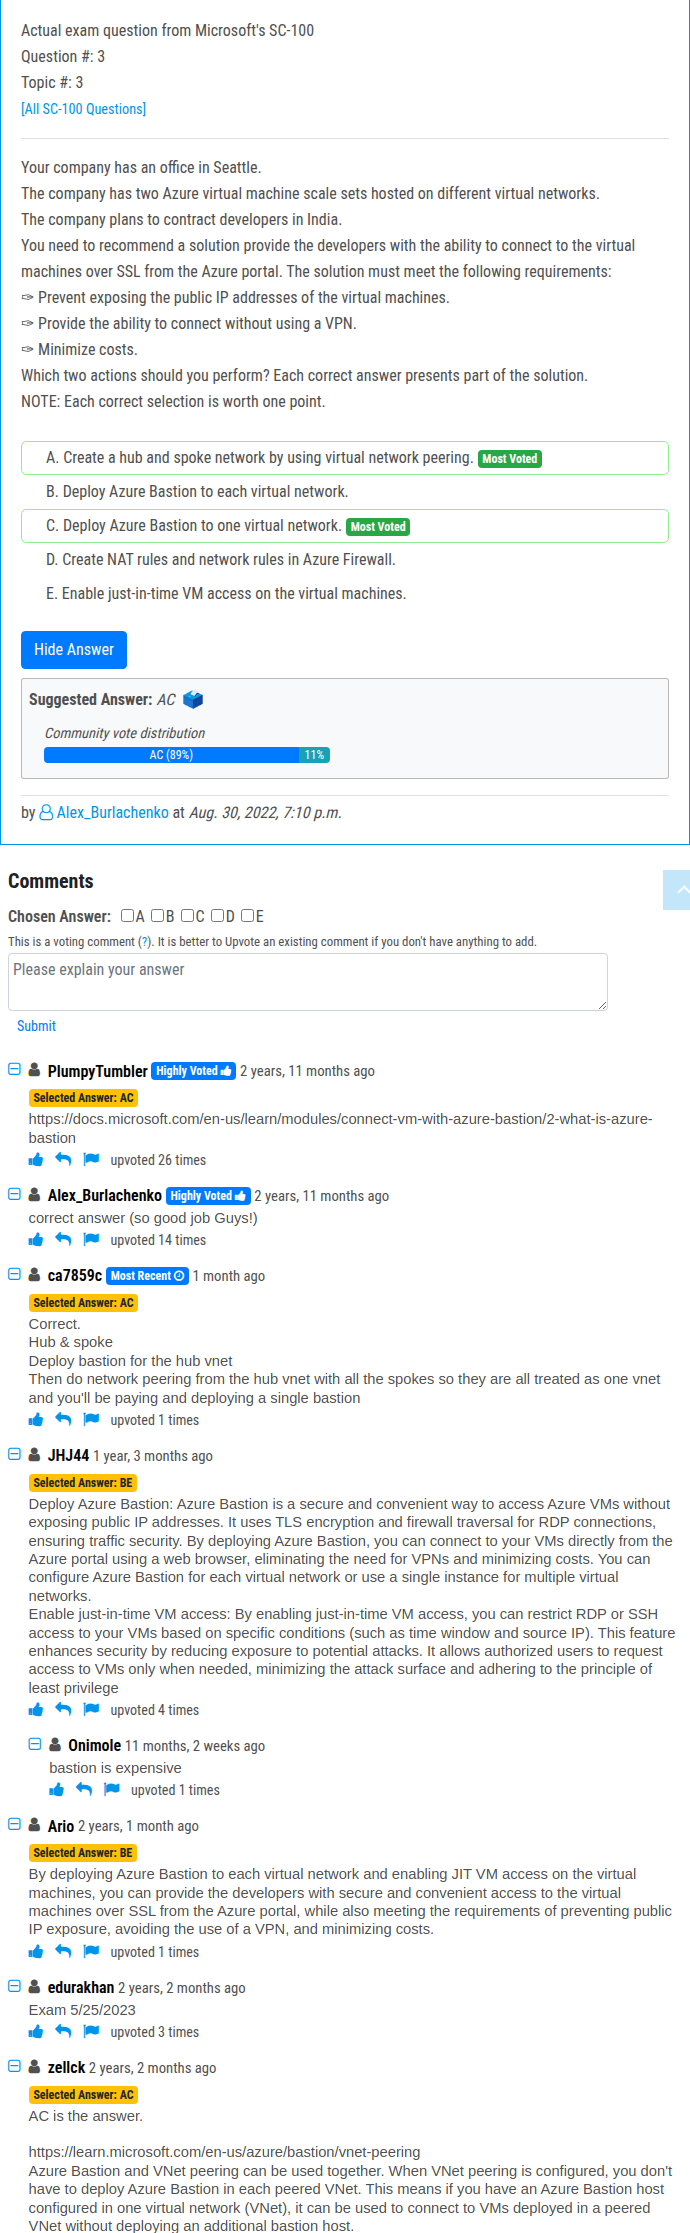 Actual exam question from Microsoft's SC-100
Question #: 3
Topic #: 3
[All SC-100 Questions]
Your company has an office in Seattle.
The company has two Azure virtual machine scale sets hosted on different virtual networks.
The company plans to contract developers in India.
You need to recommend a solution provide the developers with the ability to connect to the virtual
machines over SSL from the Azure portal. The solution must meet the following requirements:
✑ Prevent exposing the public IP addresses of the virtual machines.
✑ Provide the ability to connect without using a VPN.
✑ Minimize costs.
Which two actions should you perform? Each correct answer presents part of the solution.
NOTE: Each correct selection is worth one point.
A. Create a hub and spoke network by using virtual network peering. Most Voted
B. Deploy Azure Bastion to each virtual network.
C. Deploy Azure Bastion to one virtual network. Most Voted
D. Create NAT rules and network rules in Azure Firewall.
E. Enable just-in-time VM access on the virtual machines.
Hide Answer
Suggested Answer: AC
Community vote distribution
AC (89%) 11%
by Alex_Burlachenko at Aug. 30, 2022, 7:10 p.m.
Comments
Chosen Answer: A B C D E
This is a voting comment (?). It is better to Upvote an existing comment if you don't have anything to add.
Please explain your answer
Submit
PlumpyTumbler Highly Voted 2 years, 11 months ago
Selected Answer: AC
https://docs.microsoft.com/en-us/learn/modules/connect-vm-with-azure-bastion/2-what-is-azure-
bastion
upvoted 26 times
Alex_Burlachenko Highly Voted 2 years, 11 months ago
correct answer (so good job Guys!)
upvoted 14 times
ca7859c Most Recent 1 month ago
Selected Answer: AC
Correct.
Hub & spoke
Deploy bastion for the hub vnet
Then do network peering from the hub vnet with all the spokes so they are all treated as one vnet
and you'll be paying and deploying a single bastion
upvoted 1 times
JHJ44 1 year, 3 months ago
Selected Answer: BE
Deploy Azure Bastion: Azure Bastion is a secure and convenient way to access Azure VMs without
exposing public IP addresses. It uses TLS encryption and firewall traversal for RDP connections,
ensuring traffic security. By deploying Azure Bastion, you can connect to your VMs directly from the
Azure portal using a web browser, eliminating the need for VPNs and minimizing costs. You can
configure Azure Bastion for each virtual network or use a single instance for multiple virtual
networks.
Enable just-in-time VM access: By enabling just-in-time VM access, you can restrict RDP or SSH
access to your VMs based on specific conditions (such as time window and source IP). This feature
enhances security by reducing exposure to potential attacks. It allows authorized users to request
access to VMs only when needed, minimizing the attack surface and adhering to the principle of
least privilege
upvoted 4 times
Onimole 11 months, 2 weeks ago
bastion is expensive
upvoted 1 times
Ario 2 years, 1 month ago
Selected Answer: BE
By deploying Azure Bastion to each virtual network and enabling JIT VM access on the virtual
machines, you can provide the developers with secure and convenient access to the virtual
machines over SSL from the Azure portal, while also meeting the requirements of preventing public
IP exposure, avoiding the use of a VPN, and minimizing costs.
upvoted 1 times
edurakhan 2 years, 2 months ago
Exam 5/25/2023
upvoted 3 times
zellck 2 years, 2 months ago
Selected Answer: AC
AC is the answer.
https://learn.microsoft.com/en-us/azure/bastion/vnet-peering
Azure Bastion and VNet peering can be used together. When VNet peering is configured, you don't
have to deploy Azure Bastion in each peered VNet. This means if you have an Azure Bastion host
configured in one virtual network (VNet), it can be used to connect to VMs deployed in a peered
VNet without deploying an additional bastion host.